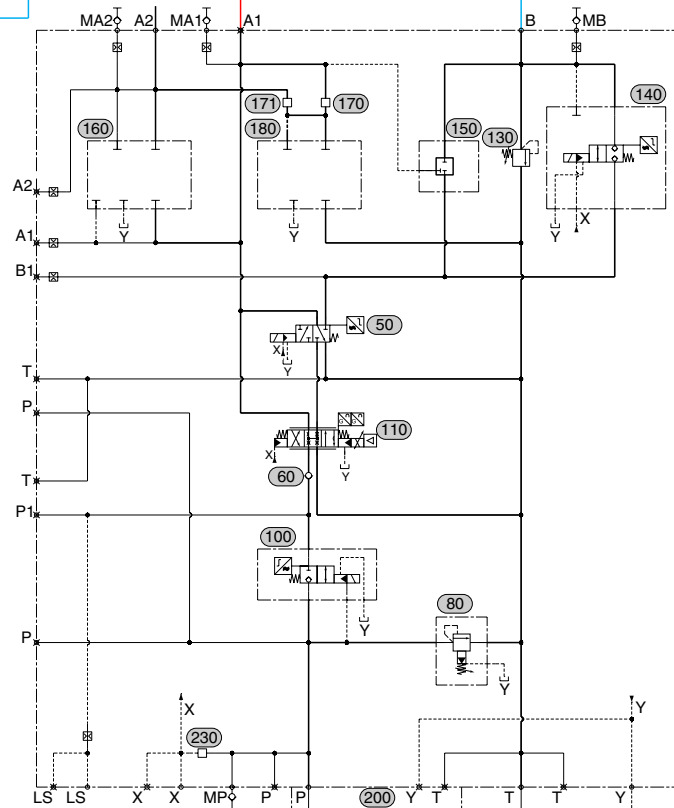 MA2 A2 MA1 A1 B MB
171 170 140
160 180 150 130
A2
Y Y Y X
A1
B1
50
X Y
T
P
110
X Y
60
T
P1
100
80
Y
P
Y
X Y
230
LS LS X X MP P P 200 Y T T T Y